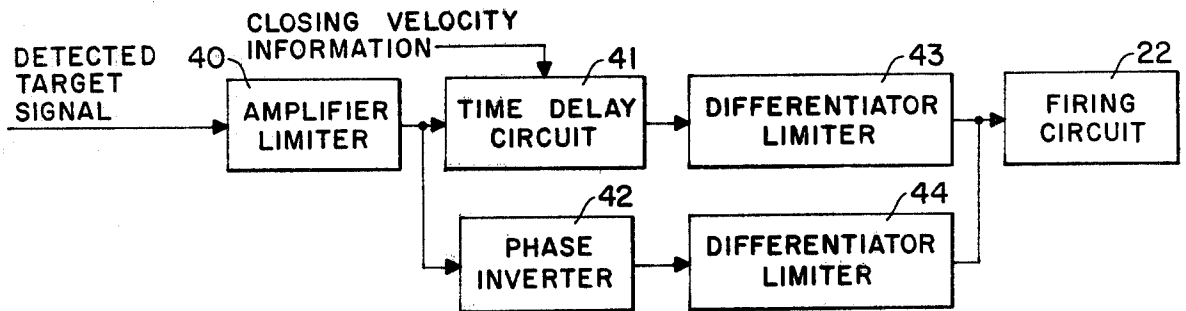 CLOSING VELOCITY
INFORMATION
DETECTED
TARGET
SIGNAL
40
AMPLIFIER
LIMITER
41
TIME DELAY
CIRCUIT
43
DIFFERENTIATOR
LIMITER
22
FIRING
CIRCUIT
42
PHASE
INVERTER
44
DIFFERENTIATOR
LIMITER